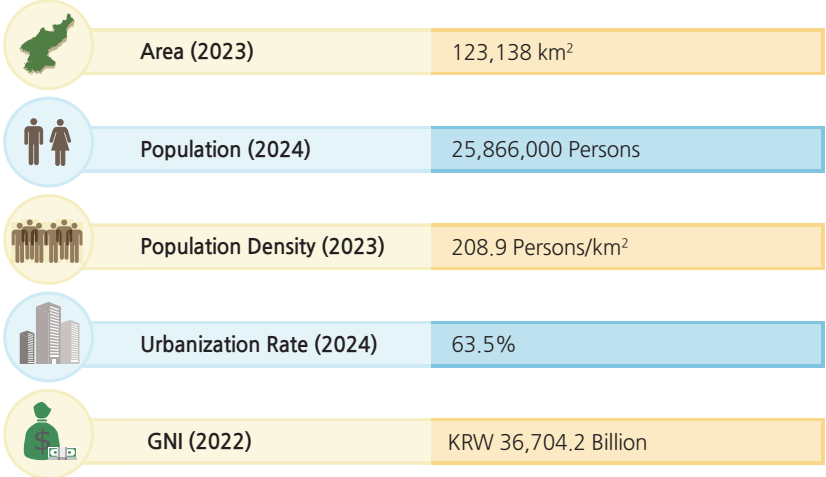 Area (2023) 123,138 km²
Population (2024) 25,866,000 Persons
Population Density (2023) 208.9 Persons/km²
Urbanization Rate (2024) 63.5%
$ GNI (2022) KRW 36,704.2 Billion